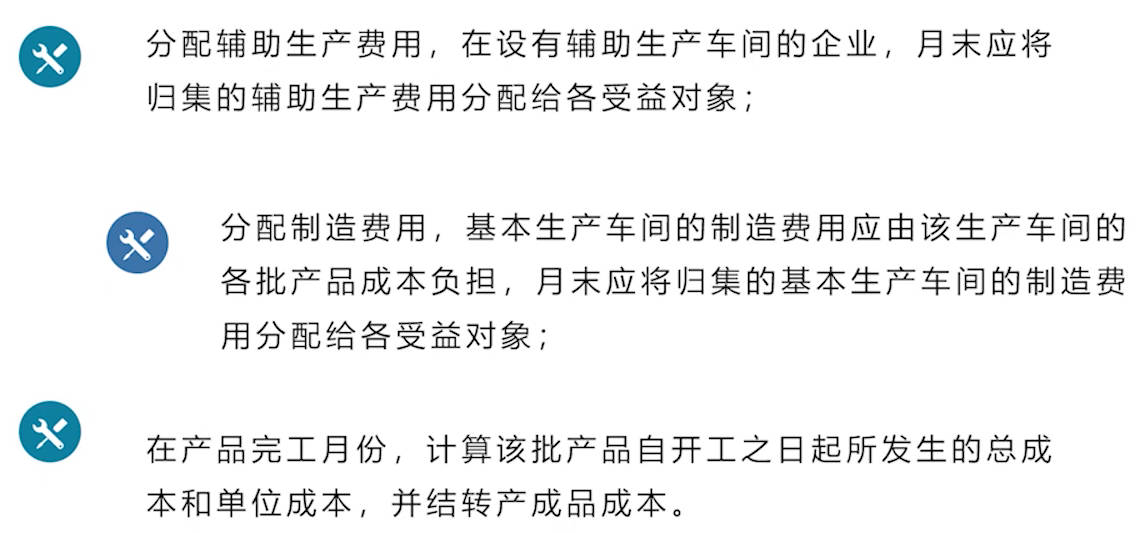 分配辅助生产费用，在设有辅助生产车间的企业，月末应将
归集的辅助生产费用分配给各受益对象；
分配制造费用，基本生产车间的制造费用应由该生产车间的
各批产品成本负担，月末应将归集的基本生产车间的制造费
用分配给各受益对象；
在产品完工月份，计算该批产品自开工之日起所发生的总成
本和单位成本，并结转产成品成本。